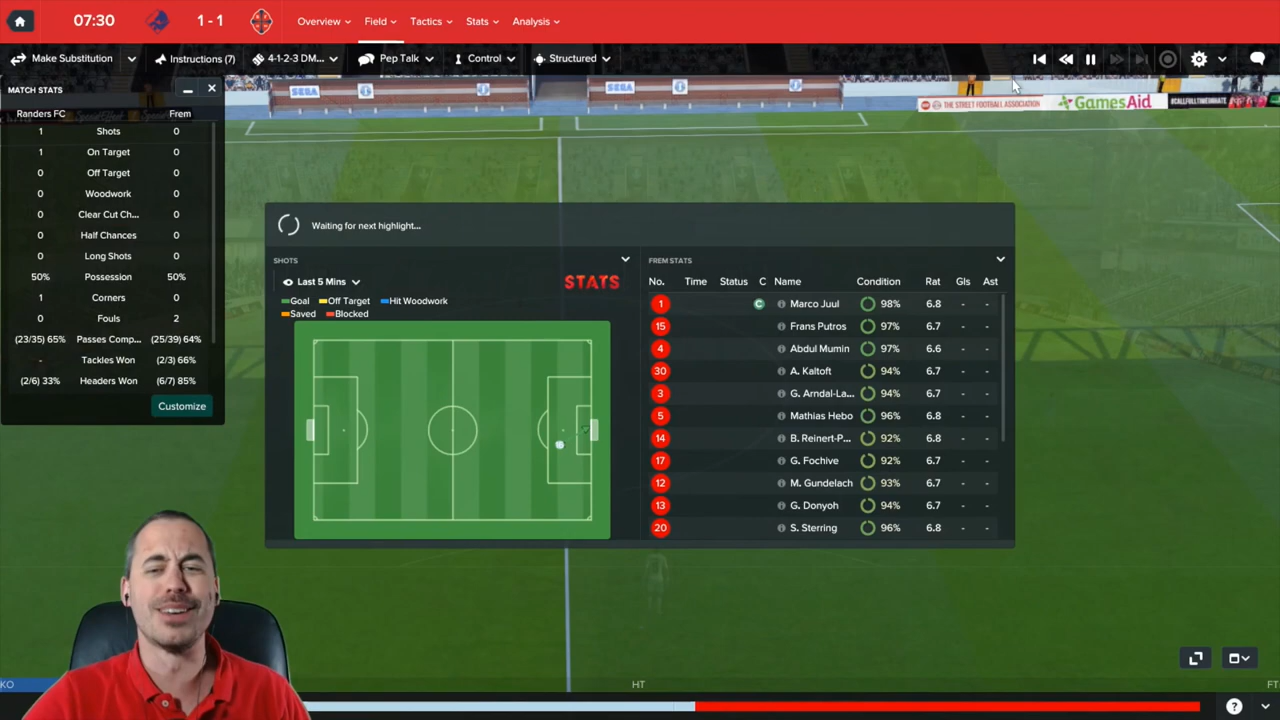 07:30
1 - 1
Overview
Field
Tactics
Stats
Analysis
Make Substitution
Instructions (7)
4-1-2-3 DM...
Pep Talk
Control
Structured
MATCH STATS
Randers FC
Frem
1 Shots 0
1 On Target 0
0 Off Target 0
0 Woodwork 0
0 Clear Cut Ch... 0
0 Half Chances 0
0 Long Shots 0
50% Possession 50%
1 Corners 0
0 Fouls 2
(23/35) 65% Passes Comp... (25/39) 64%
- Tackles Won (2/3) 66%
(2/6) 33% Headers Won (6/7) 85%
Customize
SEGA
SEGA
THE STREET FOOTBALL ASSOCIATION
GamesAid
Waiting for next highlight...
SHOTS
Last 5 Mins
STATS
Goal Off Target Hit Woodwork
Saved Blocked
FREM STATS
No. Time Status C Name Condition Rat Gls Ast
1 C Marco Juul 98% 6.8 - -
15 Frans Putros 97% 6.7 - -
4 Abdul Mumin 97% 6.6 - -
30 A. Kaltoft 94% 6.7 - -
3 G. Arndal-La... 94% 6.7 - -
5 Mathias Hebo 96% 6.8 - -
14 B. Reinert-P... 92% 6.8 - -
17 G. Fochive 92% 6.7 - -
12 M. Gundelach 93% 6.7 - -
13 G. Donyoh 94% 6.7 - -
20 S. Sterring 96% 6.8 - -
KO
HT
FT
?